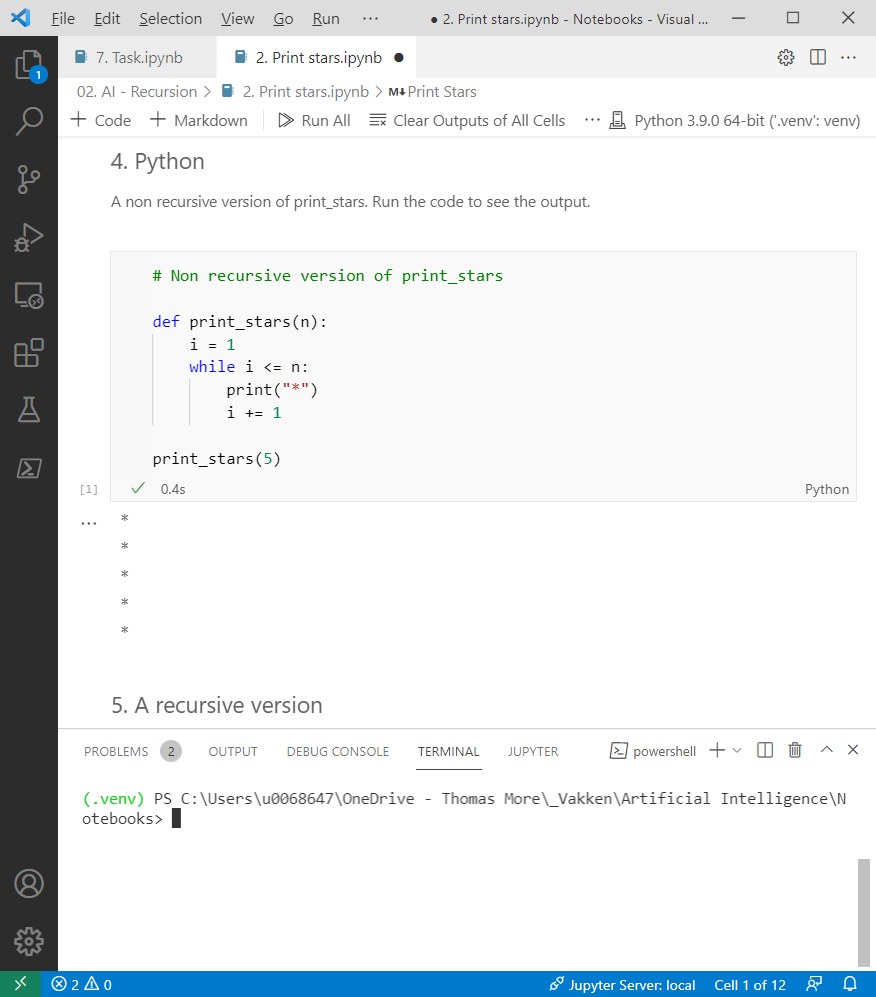 File Edit Selection View Go Run ··· ● 2. Print stars.ipynb - Notebooks - Visual ...
7. Task.ipynb 2. Print stars.ipynb ●
1
02. AI - Recursion > 2. Print stars.ipynb > M↓Print Stars
+ Code + Markdown Run All Clear Outputs of All Cells ··· Python 3.9.0 64-bit ('.venv': venv)
4. Python
A non recursive version of print_stars. Run the code to see the output.
# Non recursive version of print_stars
def print_stars(n):
    i = 1
    while i <= n:
        print("*")
        i += 1
print_stars(5)
[1] ✓ 0.4s Python
... *
*
*
*
*
5. A recursive version
PROBLEMS 2 OUTPUT DEBUG CONSOLE TERMINAL JUPYTER powershell
(.venv) PS C:\Users\u0068647\OneDrive - Thomas More\_Vakken\Artificial Intelligence\N
otebooks>
2 0 Jupyter Server: local Cell 1 of 12